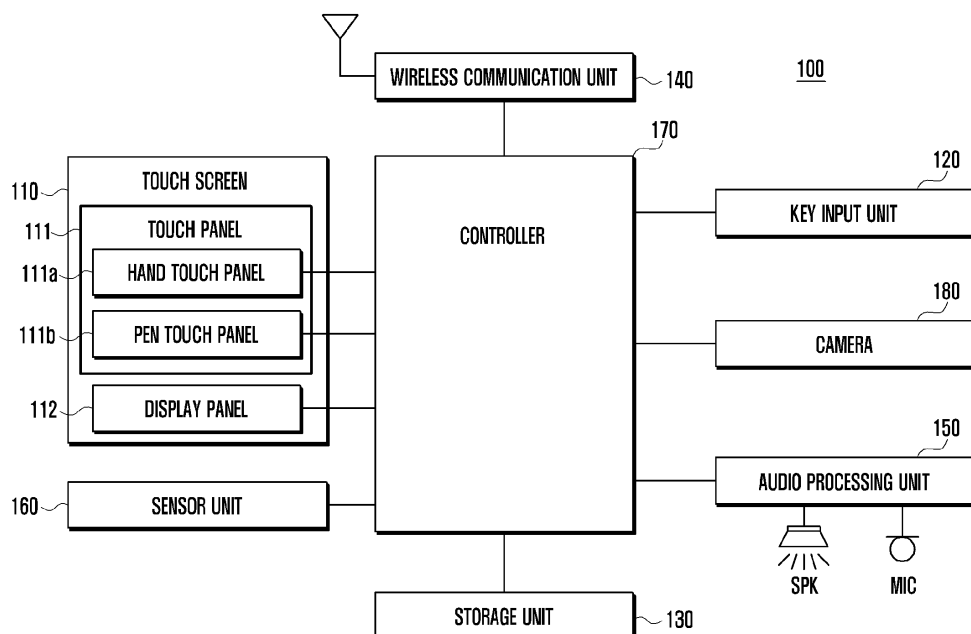 WIRELESS COMMUNICATION UNIT
140
100
170
110
TOUCH SCREEN
120
KEY INPUT UNIT
111
TOUCH PANEL
CONTROLLER
111a
HAND TOUCH PANEL
111b
PEN TOUCH PANEL
180
CAMERA
112
DISPLAY PANEL
150
AUDIO PROCESSING UNIT
160
SENSOR UNIT
SPK
MIC
STORAGE UNIT
130